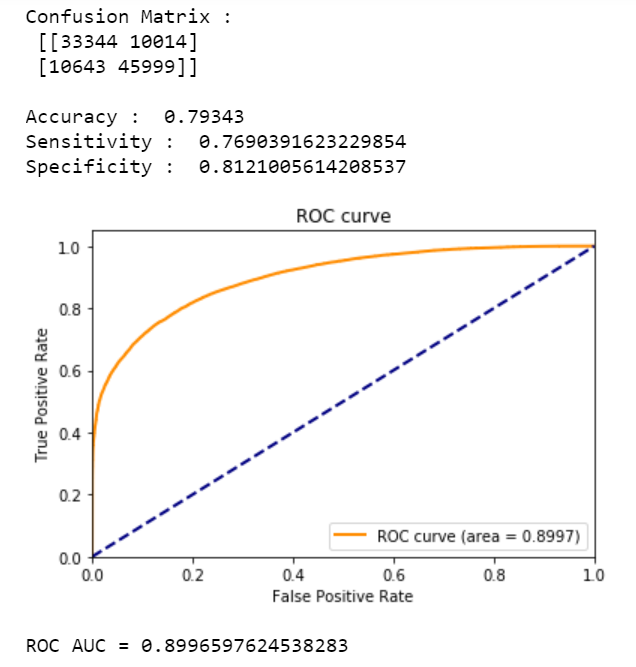 Confusion Matrix :
[[33344 10014]
[10643 45999]]
Accuracy : 0.79343
Sensitivity : 0.7690391623229854
Specificity : 0.8121005614208537
ROC curve
1.0
0.8
0.6
0.4
0.2
0.0
True Positive Rate
ROC curve (area = 0.8997)
0.0 0.2 0.4 0.6 0.8 1.0
False Positive Rate
ROC AUC = 0.8996597624538283